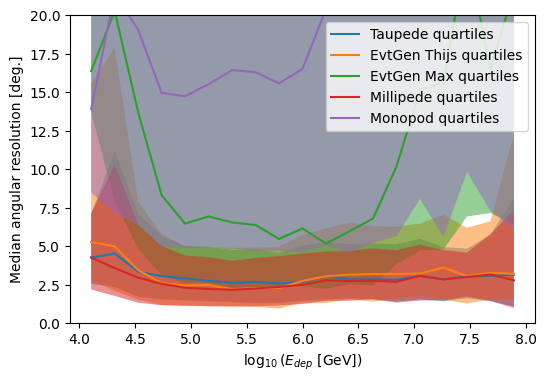 20.0
17.5
15.0
12.5
10.0
7.5
5.0
2.5
0.0
Median angular resolution [deg.]
Taupede quartiles
EvtGen Thijs quartiles
EvtGen Max quartiles
Millipede quartiles
Monopod quartiles
4.0 4.5 5.0 5.5 6.0 6.5 7.0 7.5 8.0
log₁₀(E_dep [GeV])